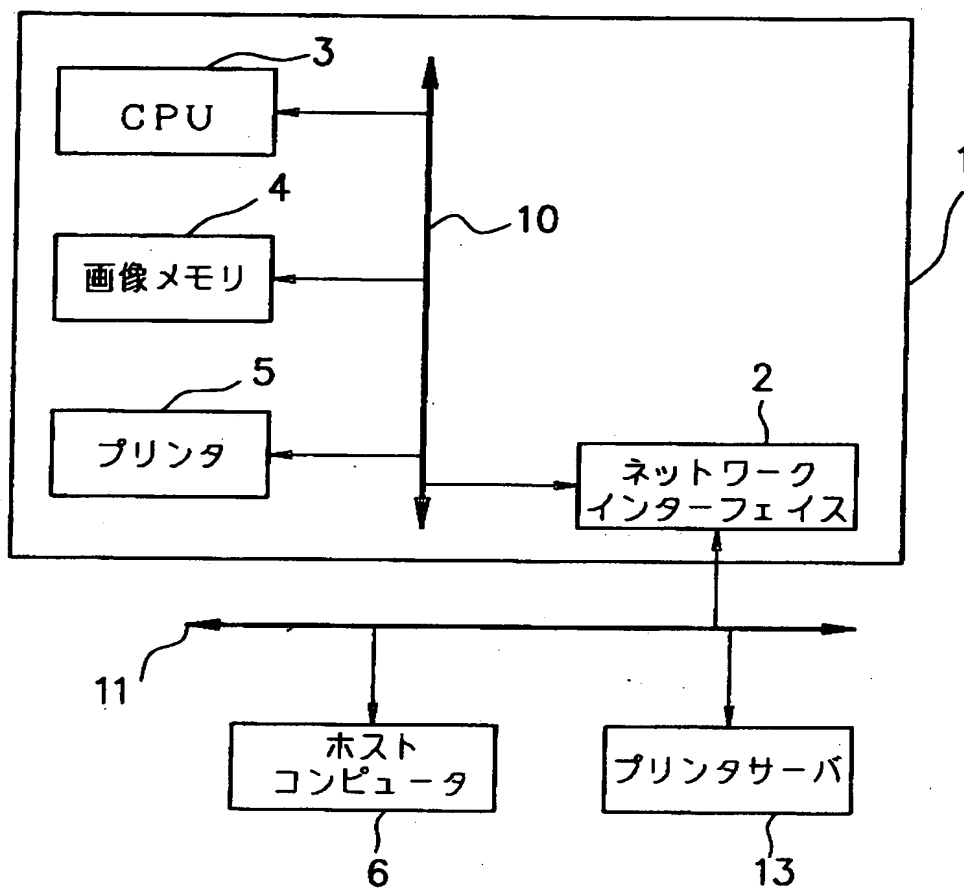 3
CPU
1
4
10
画像メモリ
5
2
プリンタ
ネットワーク
インターフェイス
11
ホスト
コンピュータ
プリンタサーバ
6
13